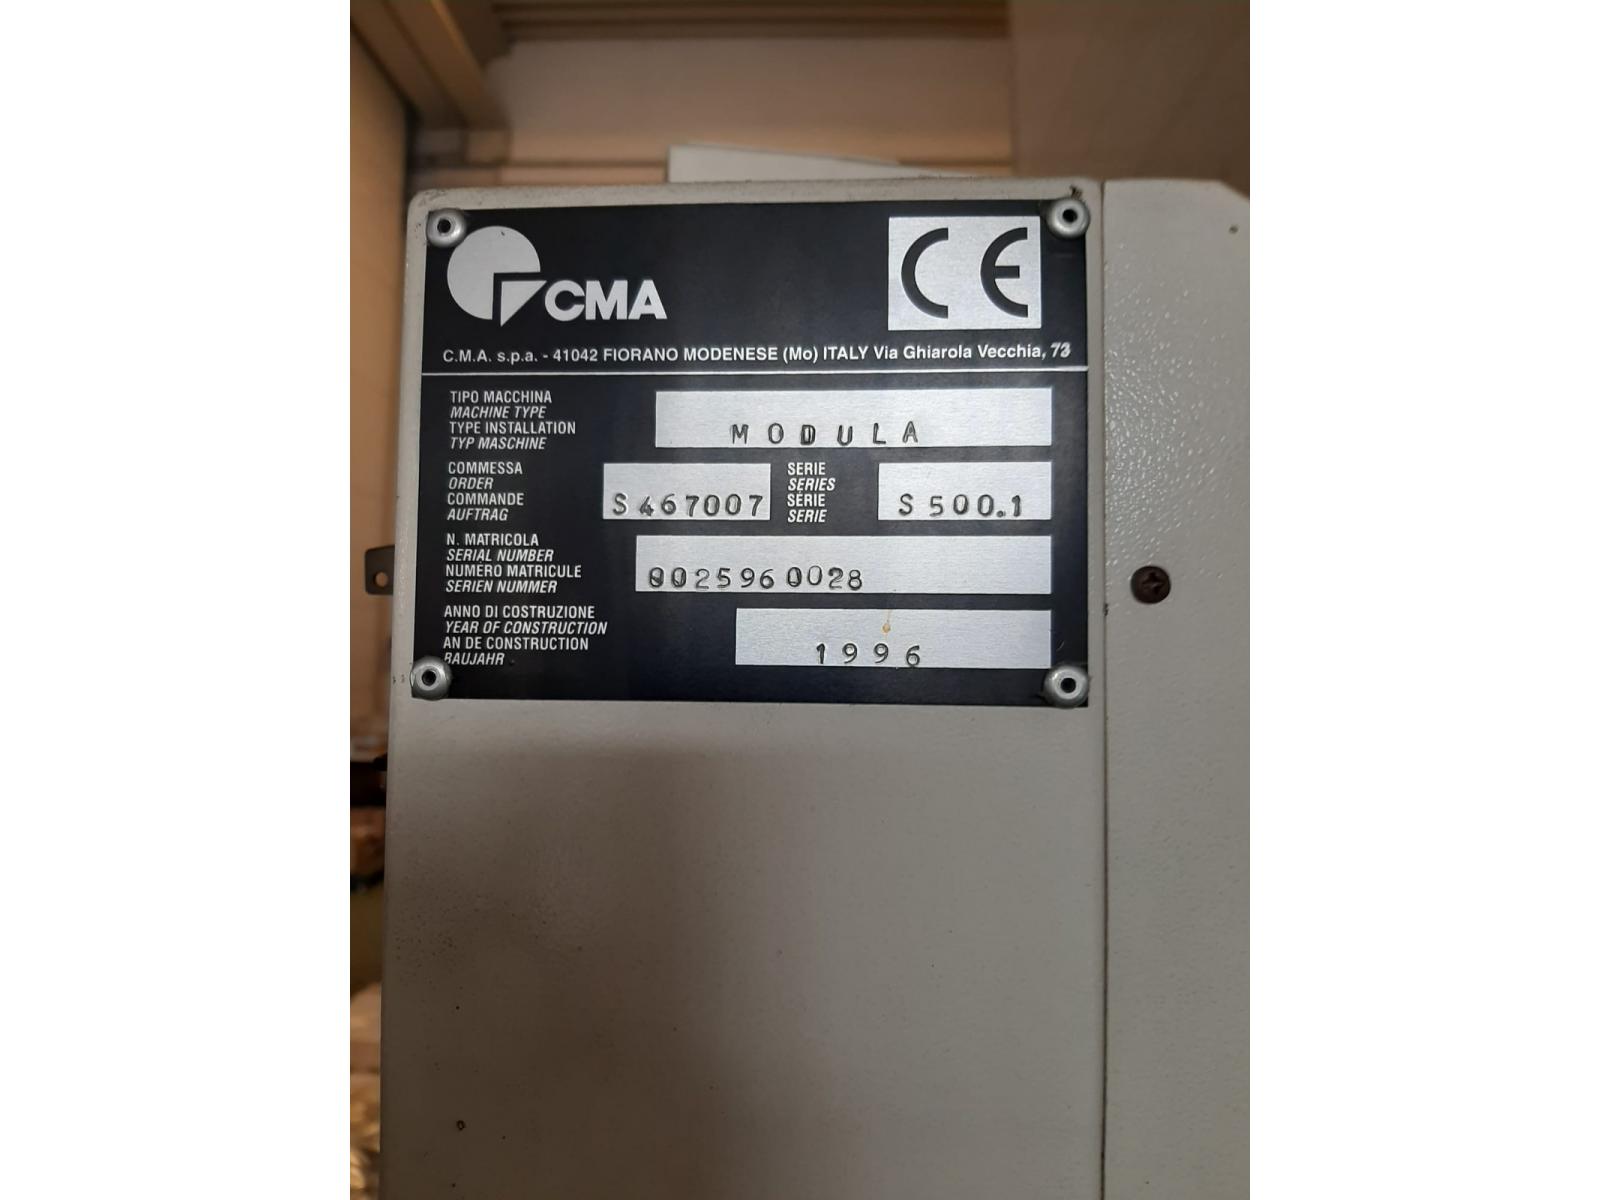 CMA
CE
C.M.A. s.p.a. - 41042 FIORANO MODENESE (Mo) ITALY Via Ghiarola Vecchia, 73
TIPO MACCHINA
MACHINE TYPE
TYPE INSTALLATION
TYP MASCHINE
MODULA
COMMESSA
ORDER
COMMANDE
AUFTRAG
S467007
SERIE
SERIES
SÉRIE
SERIE
S500.1
N. MATRICOLA
SERIAL NUMBER
NUMÉRO MATRICULE
SERIEN NUMMER
0025960028
ANNO DI COSTRUZIONE
YEAR OF CONSTRUCTION
AN DE CONSTRUCTION
BAUJAHR
1996